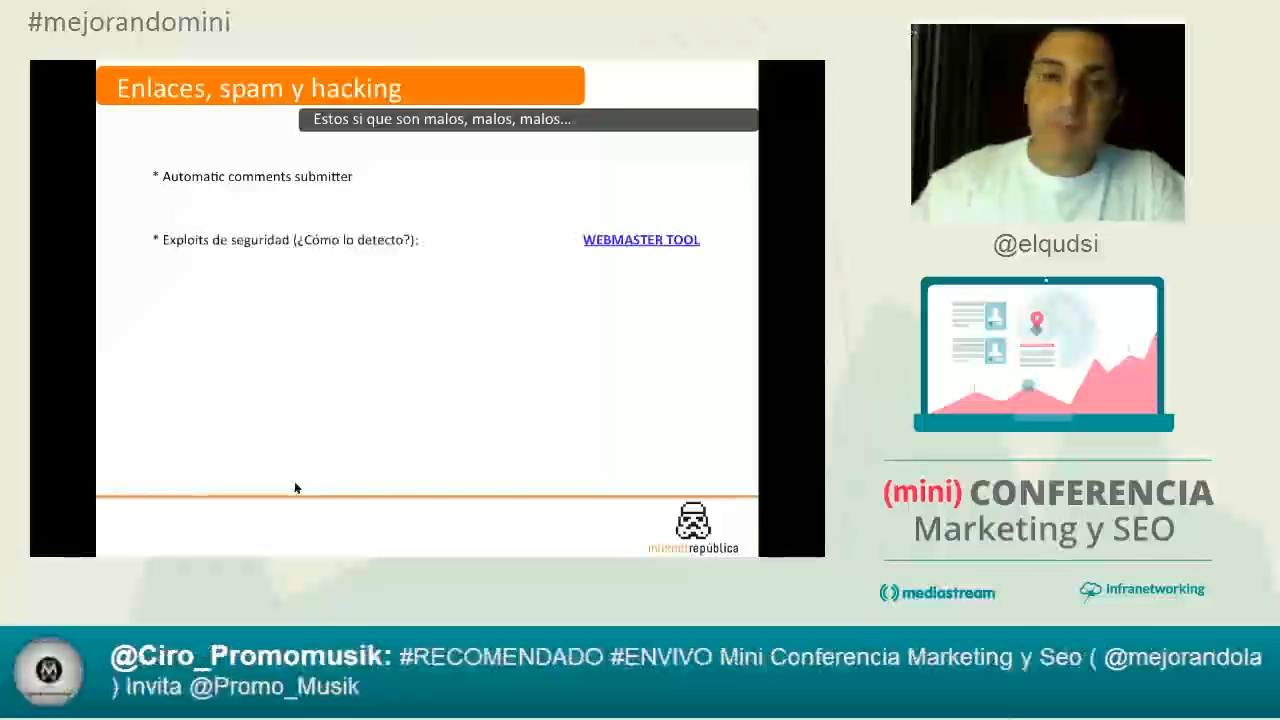 #mejorandomini
Enlaces, spam y hacking
Estos si que son malos, malos, malos...
* Automatic comments submitter
* Exploits de seguridad (¿Cómo lo detecto?):
WEBMASTER TOOL
internetrepública
@elqudsi
(mini) CONFERENCIA
Marketing y SEO
mediastream
infranetworking
@Ciro_Promomusik: #RECOMENDADO #ENVIVO Mini Conferencia Marketing y Seo ( @mejorandola
) Invita @Promo_Musik